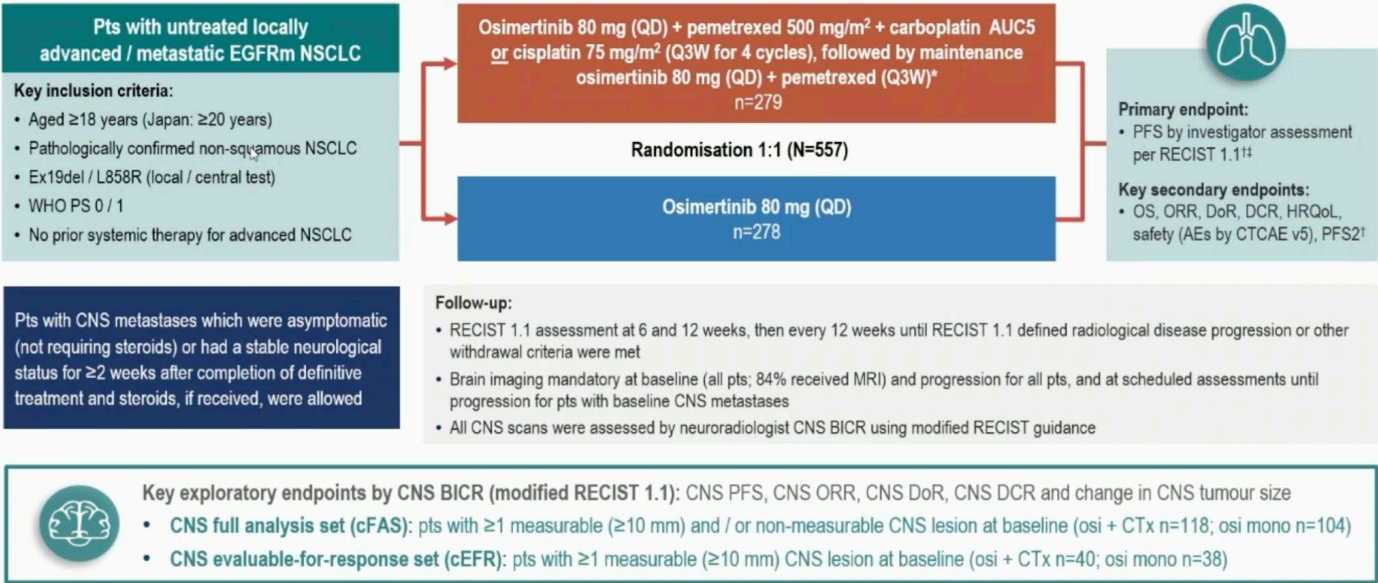 Pts with untreated locally
advanced / metastatic EGFRm NSCLC
Key inclusion criteria:
• Aged ≥18 years (Japan: ≥20 years)
• Pathologically confirmed non-squamous NSCLC
• Ex19del / L858R (local / central test)
• WHO PS 0 / 1
• No prior systemic therapy for advanced NSCLC
Osimertinib 80 mg (QD) + pemetrexed 500 mg/m² + carboplatin AUC5
or cisplatin 75 mg/m² (Q3W for 4 cycles), followed by maintenance
osimertinib 80 mg (QD) + pemetrexed (Q3W)*
n=279
Randomisation 1:1 (N=557)
Osimertinib 80 mg (QD)
n=278
Primary endpoint:
• PFS by investigator assessment
per RECIST 1.1†‡
Key secondary endpoints:
• OS, ORR, DoR, DCR, HRQoL,
safety (AEs by CTCAE v5), PFS2†
Pts with CNS metastases which were asymptomatic
(not requiring steroids) or had a stable neurological
status for ≥2 weeks after completion of definitive
treatment and steroids, if received, were allowed
Follow-up:
• RECIST 1.1 assessment at 6 and 12 weeks, then every 12 weeks until RECIST 1.1 defined radiological disease progression or other
withdrawal criteria were met
• Brain imaging mandatory at baseline (all pts; 84% received MRI) and progression for all pts, and at scheduled assessments until
progression for pts with baseline CNS metastases
• All CNS scans were assessed by neuroradiologist CNS BICR using modified RECIST guidance
Key exploratory endpoints by CNS BICR (modified RECIST 1.1): CNS PFS, CNS ORR, CNS DoR, CNS DCR and change in CNS tumour size
• CNS full analysis set (cFAS): pts with ≥1 measurable (≥10 mm) and / or non-measurable CNS lesion at baseline (osi + CTx n=118; osi mono n=104)
• CNS evaluable-for-response set (cEFR): pts with ≥1 measurable (≥10 mm) CNS lesion at baseline (osi + CTx n=40; osi mono n=38)